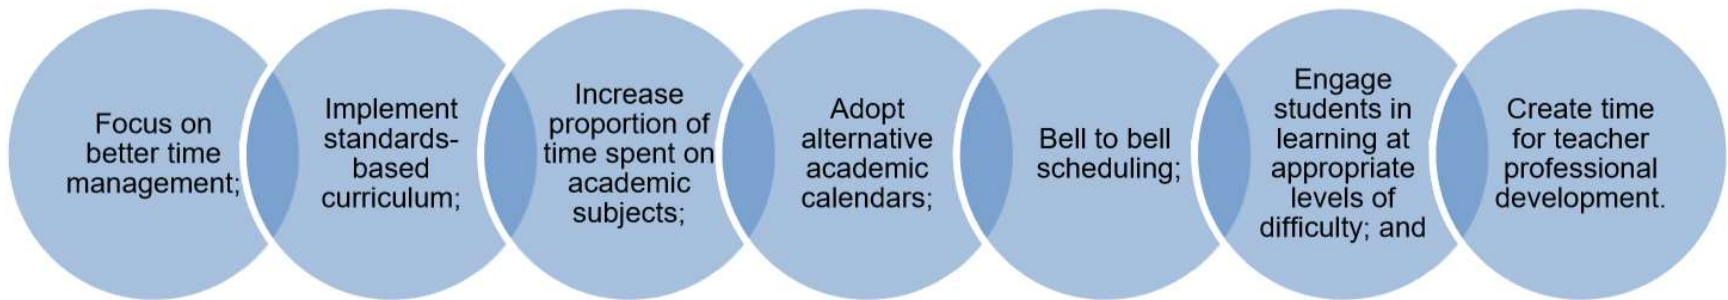 Focus on
better time
management;
Implement
standards-
based
curriculum;
Increase
proportion of
time spent on
academic
subjects;
Adopt
alternative
academic
calendars;
Bell to bell
scheduling;
Engage
students in
learning at
appropriate
levels of
difficulty; and
Create time
for teacher
professional
development.